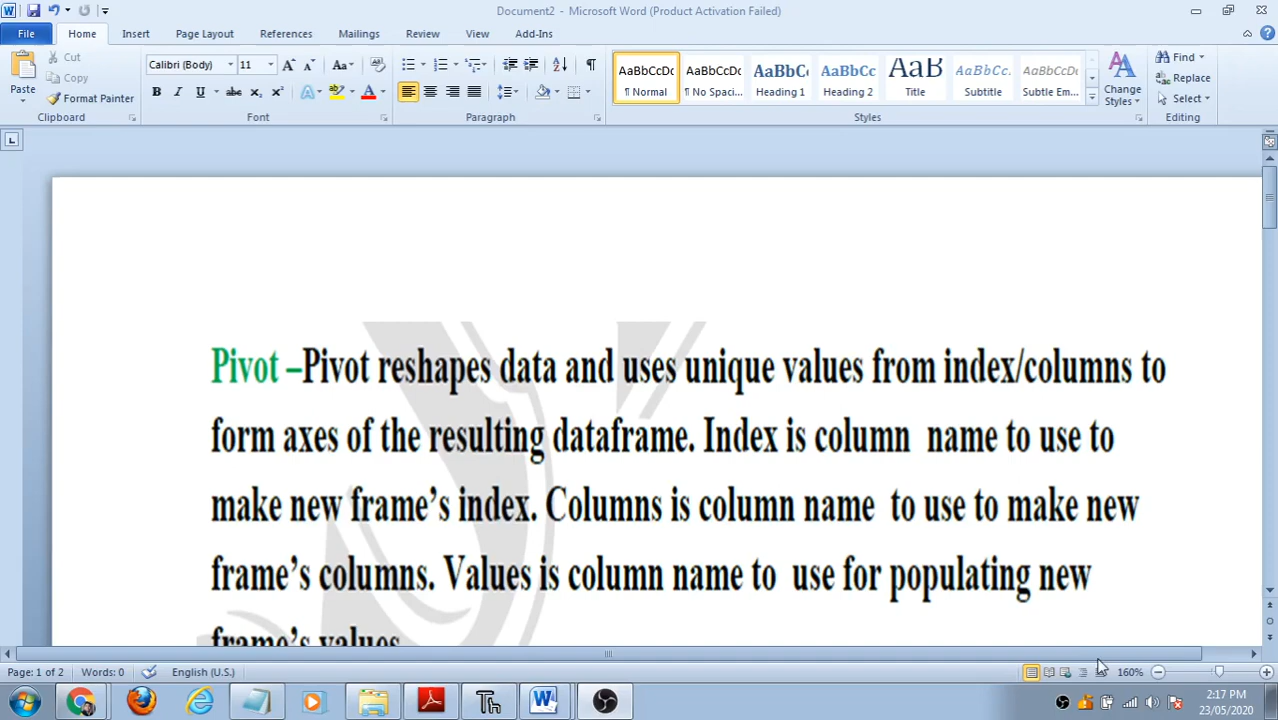 Document2 - Microsoft Word (Product Activation Failed)
File Home Insert Page Layout References Mailings Review View Add-Ins
Paste
Cut
Copy
Format Painter
Clipboard
Calibri (Body) 11
Font
Paragraph
AaBbCcDc AaBbCcDc AaBbC AaBbCc AaB AaBbCc. AaBbCcDc
¶ Normal ¶ No Spaci... Heading 1 Heading 2 Title Subtitle Subtle Em...
Styles
Change
Styles
Find
Replace
Select
Editing
Pivot –Pivot reshapes data and uses unique values from index/columns to
form axes of the resulting dataframe. Index is column name to use to
make new frame’s index. Columns is column name to use to make new
frame’s columns. Values is column name to use for populating new
frame’s values
Page: 1 of 2 Words: 0 English (U.S.) 160%
2:17 PM
23/05/2020